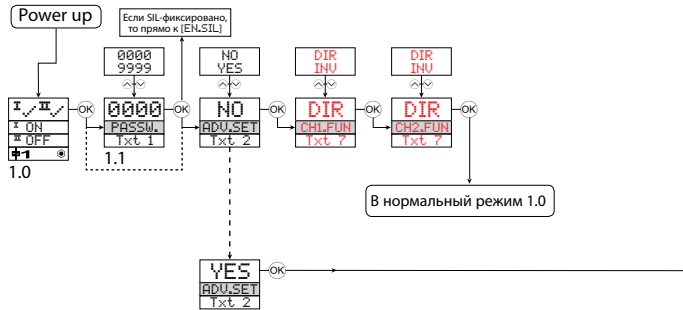 Power up
Если SIL-фиксировано,
то прямо к [EN.SIL]
0000
9999
NO
YES
DIR
INV
DIR
INV
I II
I ON
II OFF
1
1.0
OK
0000
PASSW.
Txt 1
1.1
OK
NO
ADV.SET
Txt 2
OK
DIR
CH1.FUN
Txt 7
OK
DIR
CH2.FUN
Txt 7
OK
В нормальный режим 1.0
YES
ADV.SET
Txt 2
OK